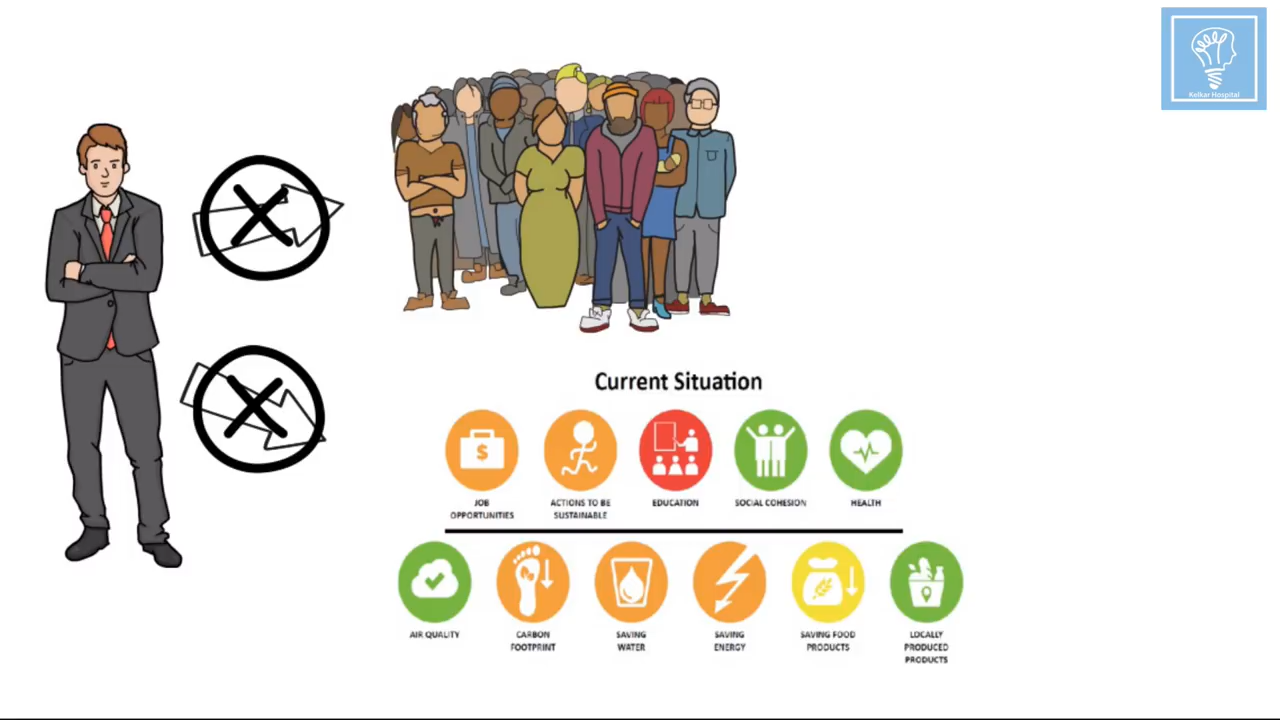 Kelkar Hospital
Current Situation
$
JOB
OPPORTUNITIES
ACTIONS TO BE
SUSTAINABLE
EDUCATION
SOCIAL COHESION
HEALTH
AIR QUALITY
CARBON
FOOTPRINT
SAVING
WATER
SAVING
ENERGY
SAVING FOOD
PRODUCTS
LOCALLY
PRODUCED
PRODUCTS